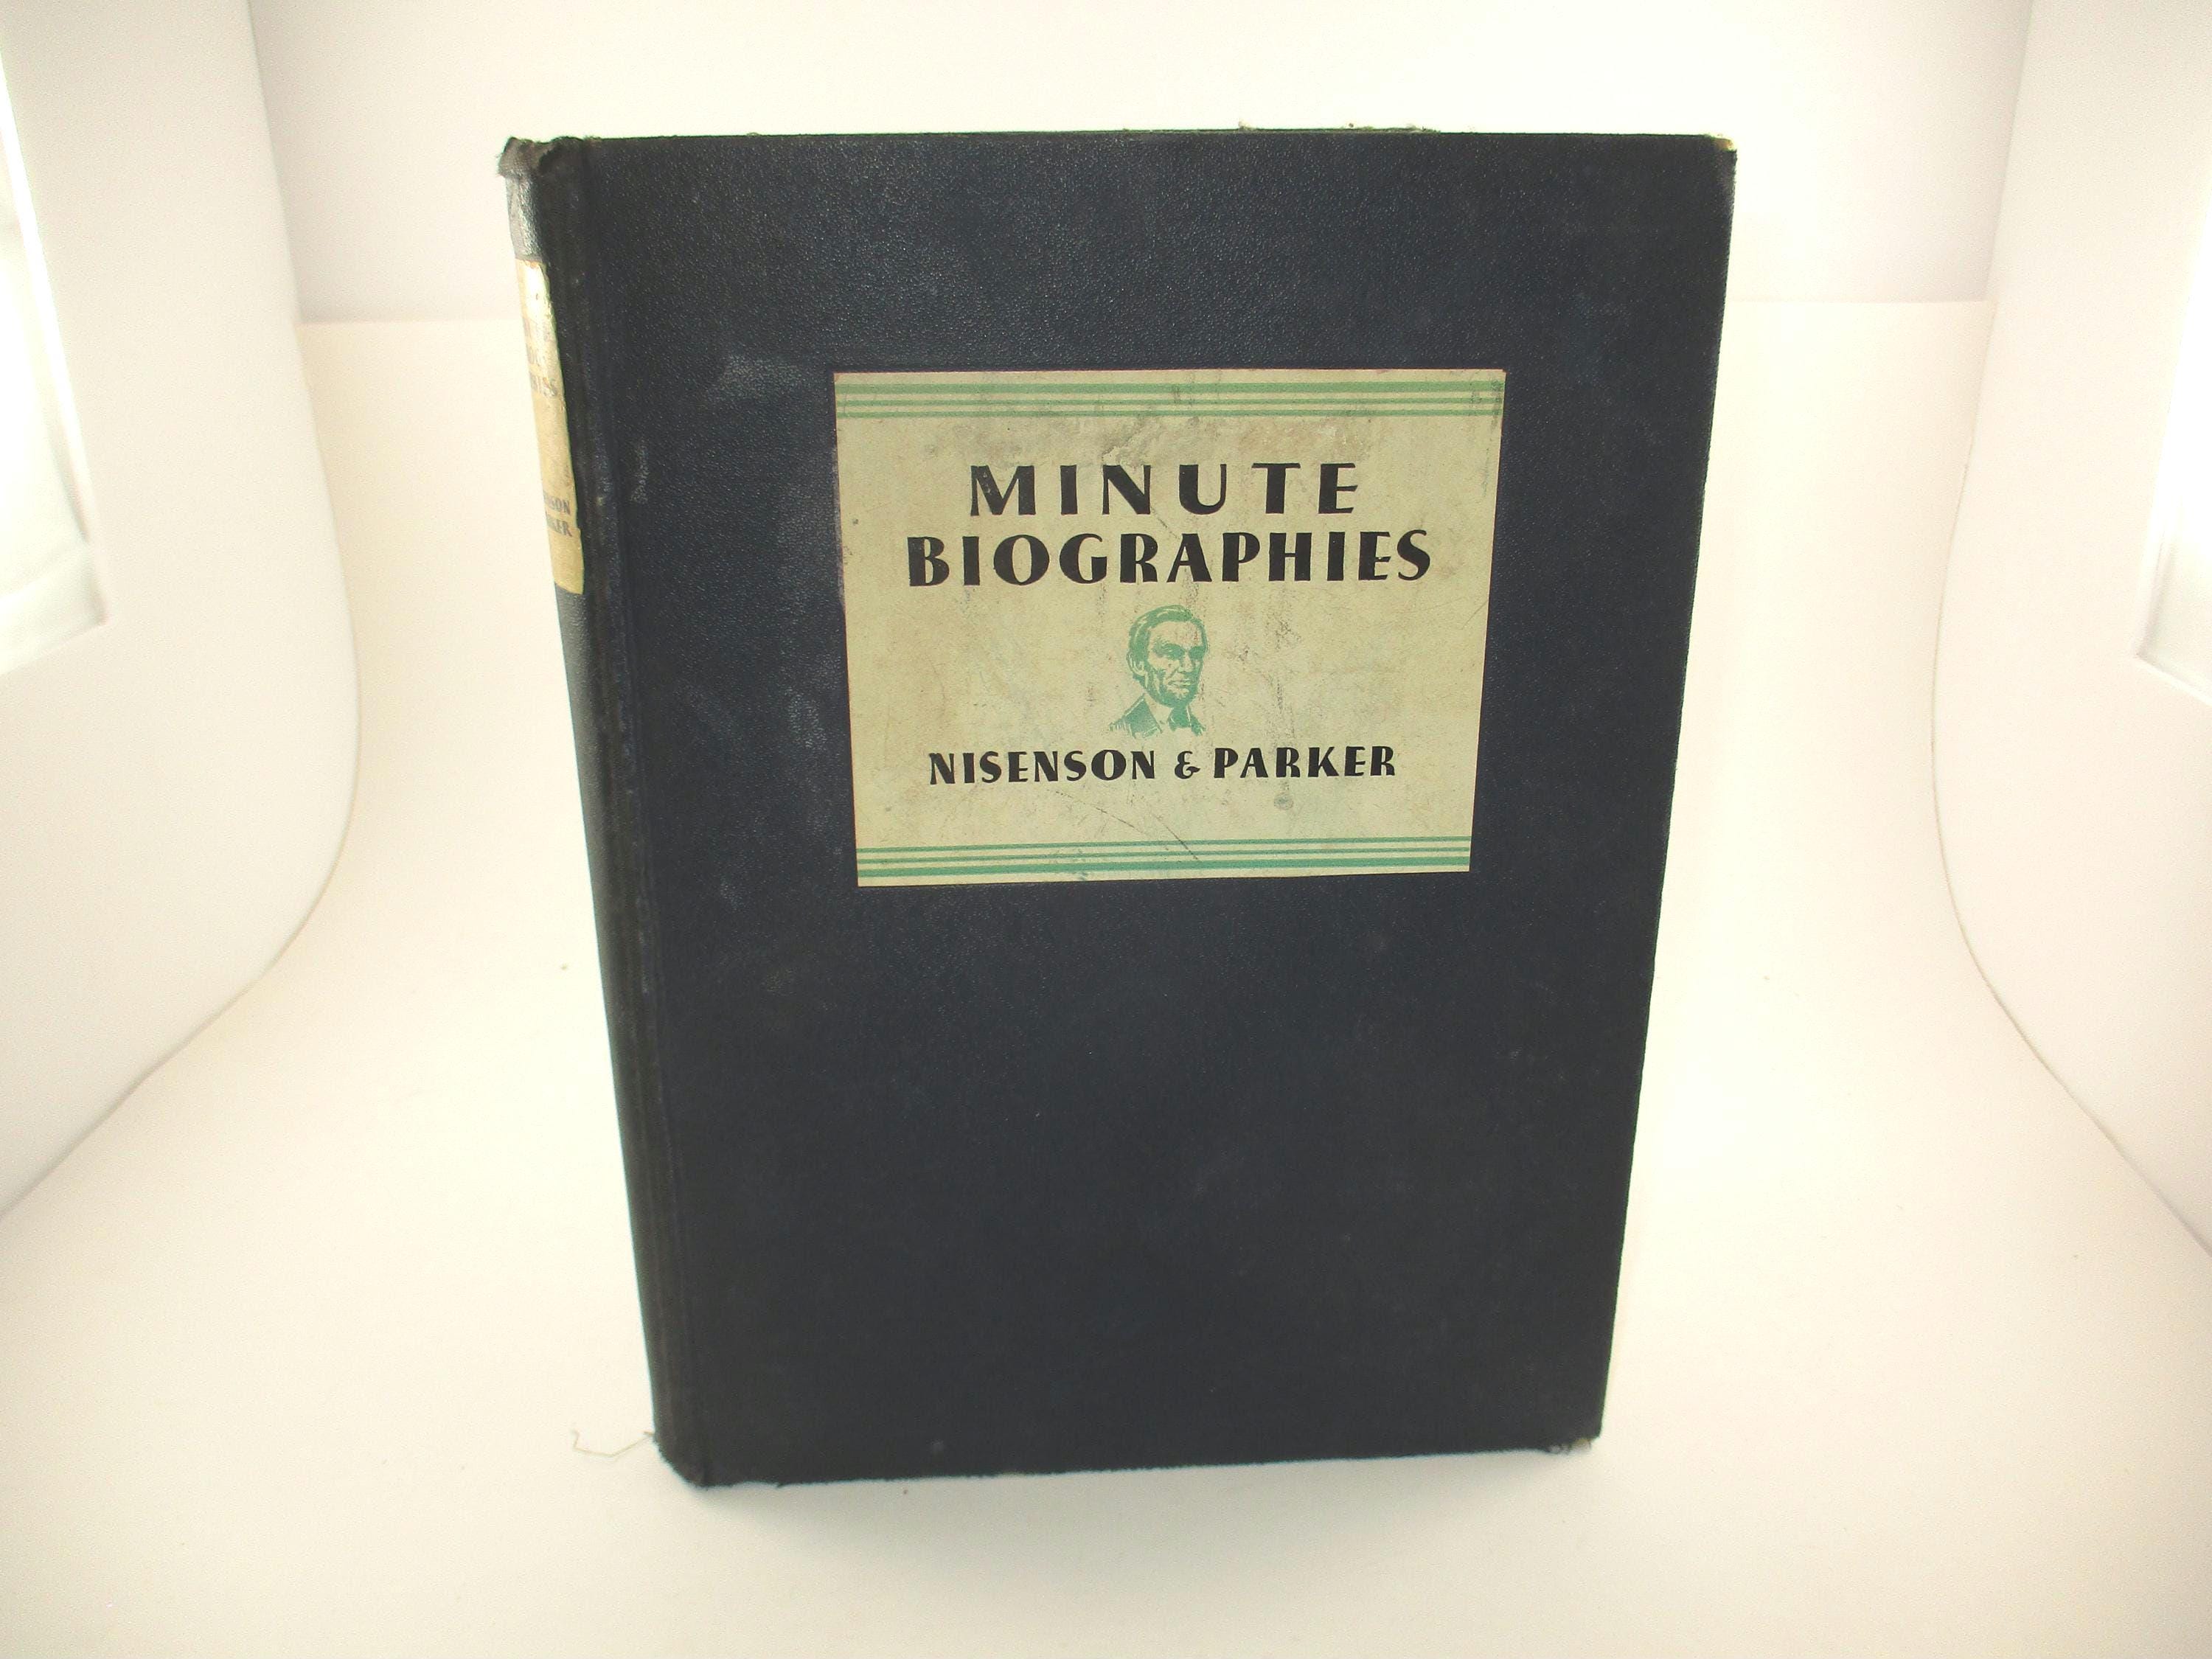 MINUTE
BIOGRAPHIES
NISENSON & PARKER